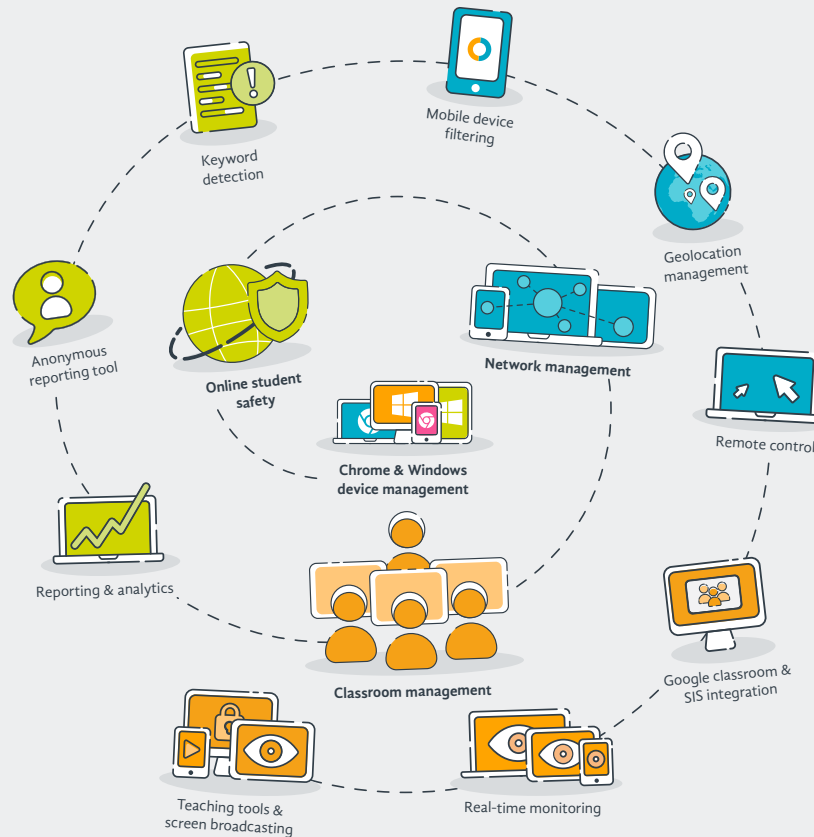 Mobile device
filtering
Keyword
detection
Geolocation
management
Anonymous
reporting tool
Online student
safety
Network management
Remote control
Chrome & Windows
device management
Reporting & analytics
Google classroom &
SIS integration
Classroom management
Teaching tools &
screen broadcasting
Real-time monitoring